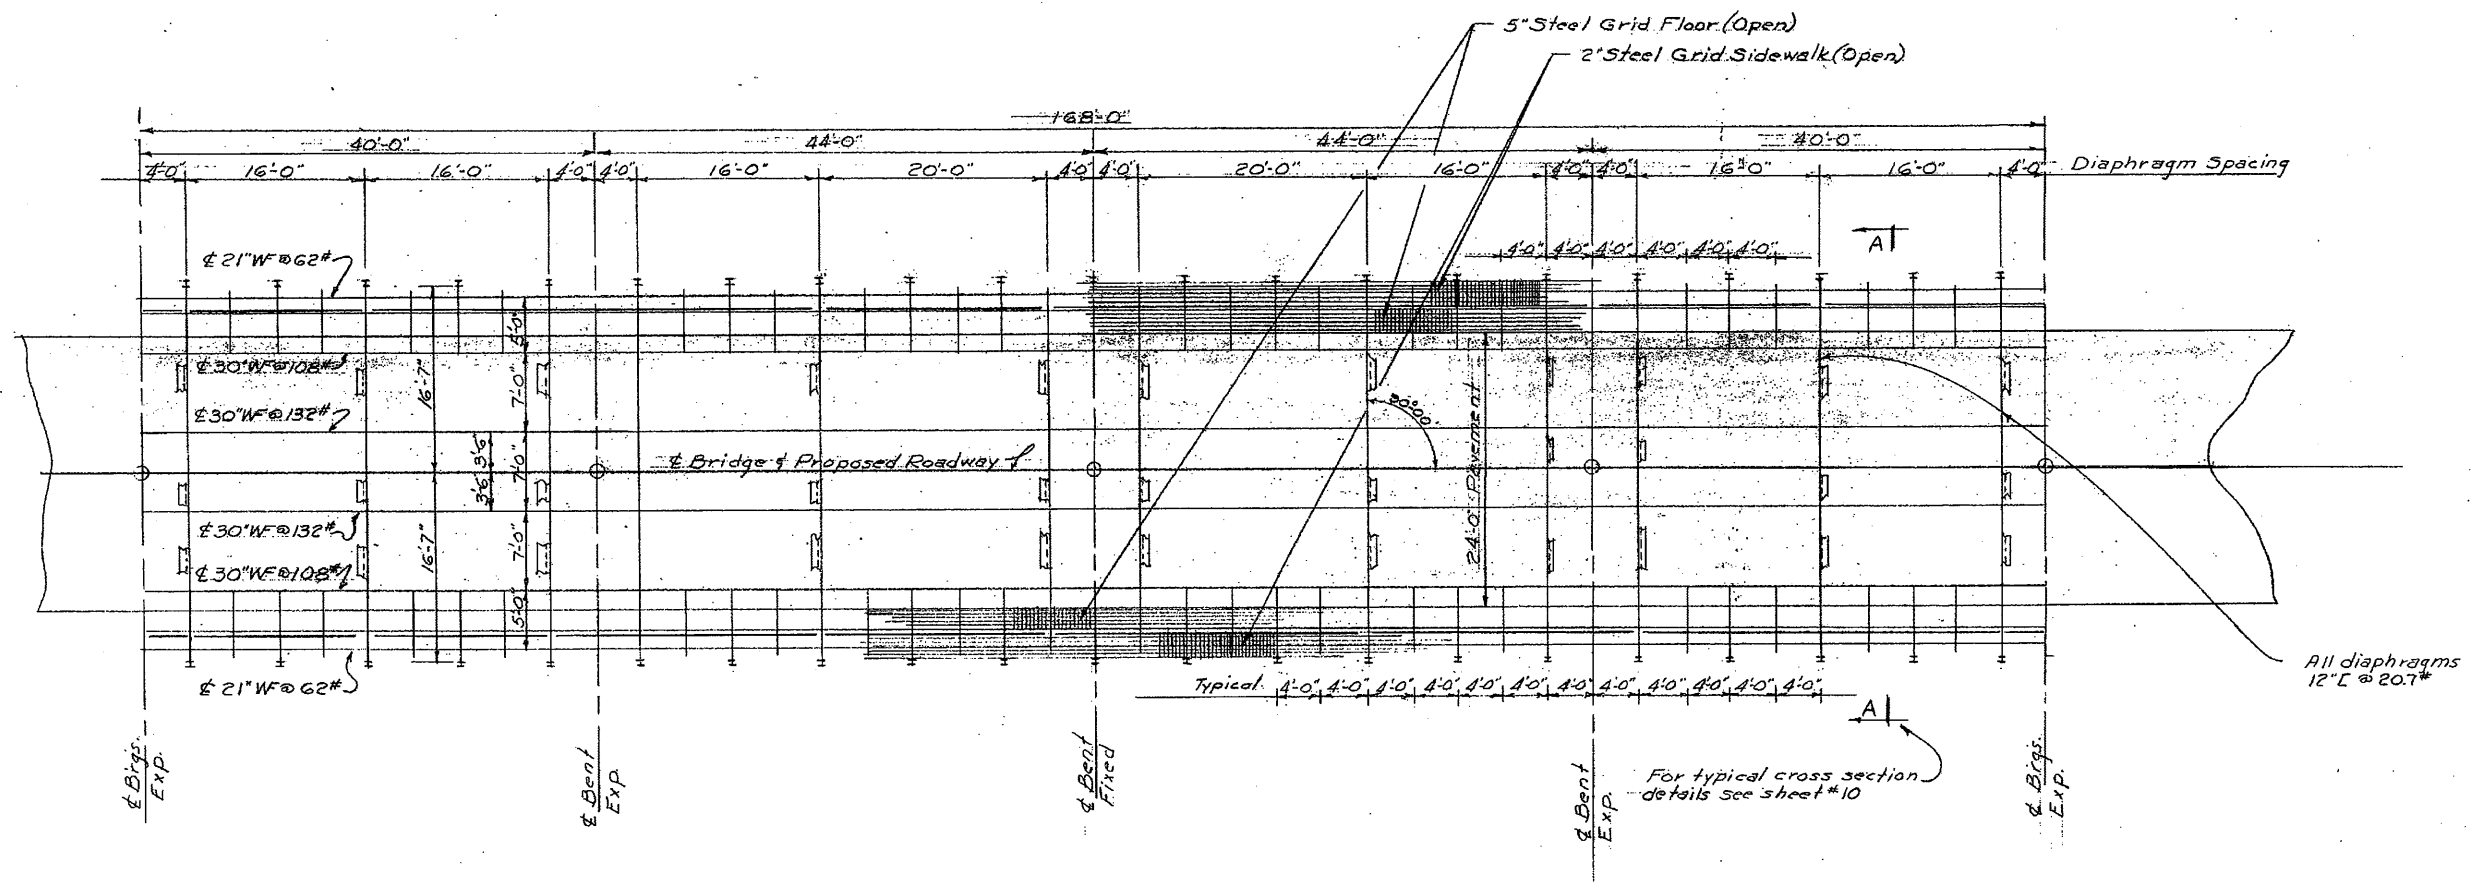 5" Steel Grid Floor (Open)
2" Steel Grid Sidewalk (Open)
168'-0"
40'-0" 44'-0" 44'-0" 40'-0"
4'-0" 16'-0" 16'-0" 4'-0" 4'-0" 16'-0" 20'-0" 4'-0" 4'-0" 20'-0" 16'-0" 4'-0" 4'-0" 16'-0" 16'-0" 4'-0" Diaphragm Spacing
A
4'-0" 4'-0" 4'-0" 4'-0" 4'-0" 4'-0"
℄ 21" WF @ 62#
5'-0"
℄ 30" WF @ 108#
16'-7"
7'-0"
90°00'
℄ 30" WF @ 132#
24'-0" Pavement
3'-6" 3'-6"
7'-0"
℄ Bridge & Proposed Roadway
℄ 30" WF @ 132#
16'-7"
7'-0"
℄ 30" WF @ 108#
5'-0"
℄ 21" WF @ 62#
Typical 4'-0" 4'-0" 4'-0" 4'-0" 4'-0" 4'-0" 4'-0" 4'-0" 4'-0" 4'-0" 4'-0" 4'-0"
All diaphragms
12" [ @ 20.7#
A
℄ Brgs.
Exp.
℄ Bent
Exp.
℄ Bent
Fixed
℄ Bent
Exp.
For typical cross section
details see sheet #10
℄ Brgs.
Exp.